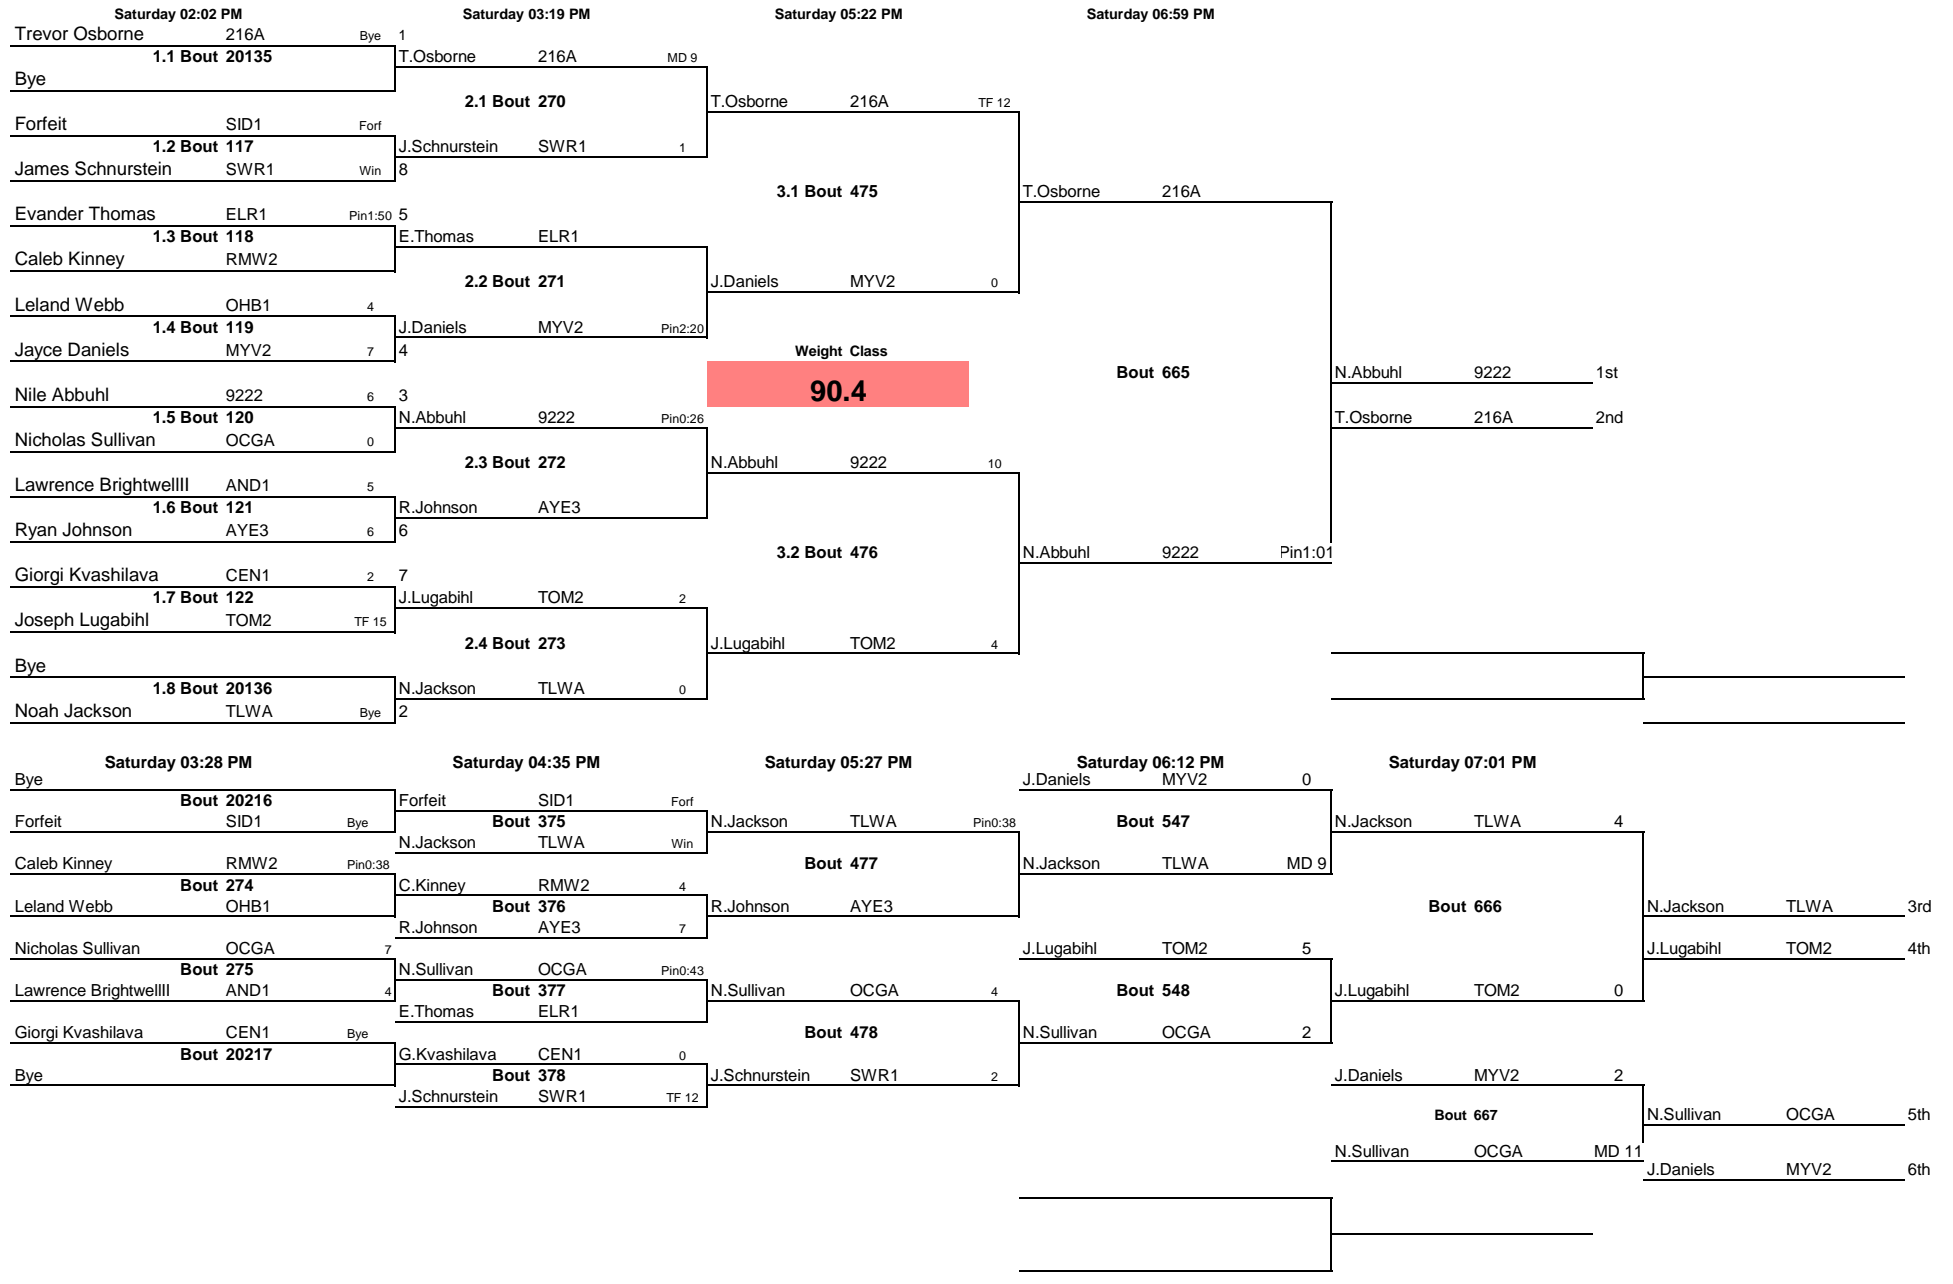 Saturday 02:02 PM Saturday 03:19 PM Saturday 05:22 PM Saturday 06:59 PM
Trevor Osborne 216A Bye 1
1.1 Bout 20135 T.Osborne 216A MD 9
Bye
2.1 Bout 270 T.Osborne 216A TF 12
Forfeit SID1 Forf
1.2 Bout 117 J.Schnurstein SWR1 1
James Schnurstein SWR1 Win 8
3.1 Bout 475 T.Osborne 216A
Evander Thomas ELR1 Pin1:50 5
1.3 Bout 118 E.Thomas ELR1
Caleb Kinney RMW2
2.2 Bout 271 J.Daniels MYV2 0
Leland Webb OHB1 4
1.4 Bout 119 J.Daniels MYV2 Pin2:20
Jayce Daniels MYV2 7 4 Weight Class
Bout 665 N.Abbuhl 9222 1st
Nile Abbuhl 9222 6 3 90.4
1.5 Bout 120 N.Abbuhl 9222 Pin0:26 T.Osborne 216A 2nd
Nicholas Sullivan OCGA 0
2.3 Bout 272 N.Abbuhl 9222 10
Lawrence BrightwellII AND1 5
1.6 Bout 121 R.Johnson AYE3
Ryan Johnson AYE3 6 6
3.2 Bout 476 N.Abbuhl 9222 Pin1:01
Giorgi Kvashilava CEN1 2 7
1.7 Bout 122 J.Lugabihl TOM2 2
Joseph Lugabihl TOM2 TF 15
2.4 Bout 273 J.Lugabihl TOM2 4
Bye
1.8 Bout 20136 N.Jackson TLWA 0
Noah Jackson TLWA Bye 2
Saturday 03:28 PM Saturday 04:35 PM Saturday 05:27 PM Saturday 06:12 PM Saturday 07:01 PM
Bye J.Daniels MYV2 0
Bout 20216 Forfeit SID1 Forf
Forfeit SID1 Bye Bout 375 N.Jackson TLWA Pin0:38 Bout 547 N.Jackson TLWA 4
N.Jackson TLWA Win
Caleb Kinney RMW2 Pin0:38 Bout 477 N.Jackson TLWA MD 9
Bout 274 C.Kinney RMW2 4
Leland Webb OHB1 Bout 376 R.Johnson AYE3 Bout 666 N.Jackson TLWA 3rd
R.Johnson AYE3 7
Nicholas Sullivan OCGA 7 J.Lugabihl TOM2 5 J.Lugabihl TOM2 4th
Bout 275 N.Sullivan OCGA Pin0:43
Lawrence BrightwellII AND1 4 Bout 377 N.Sullivan OCGA 4 Bout 548 J.Lugabihl TOM2 0
E.Thomas ELR1
Giorgi Kvashilava CEN1 Bye Bout 478 N.Sullivan OCGA 2
Bout 20217 G.Kvashilava CEN1 0
Bye Bout 378 J.Schnurstein SWR1 2 J.Daniels MYV2 2
J.Schnurstein SWR1 TF 12
Bout 667 N.Sullivan OCGA 5th
N.Sullivan OCGA MD 11
J.Daniels MYV2 6th